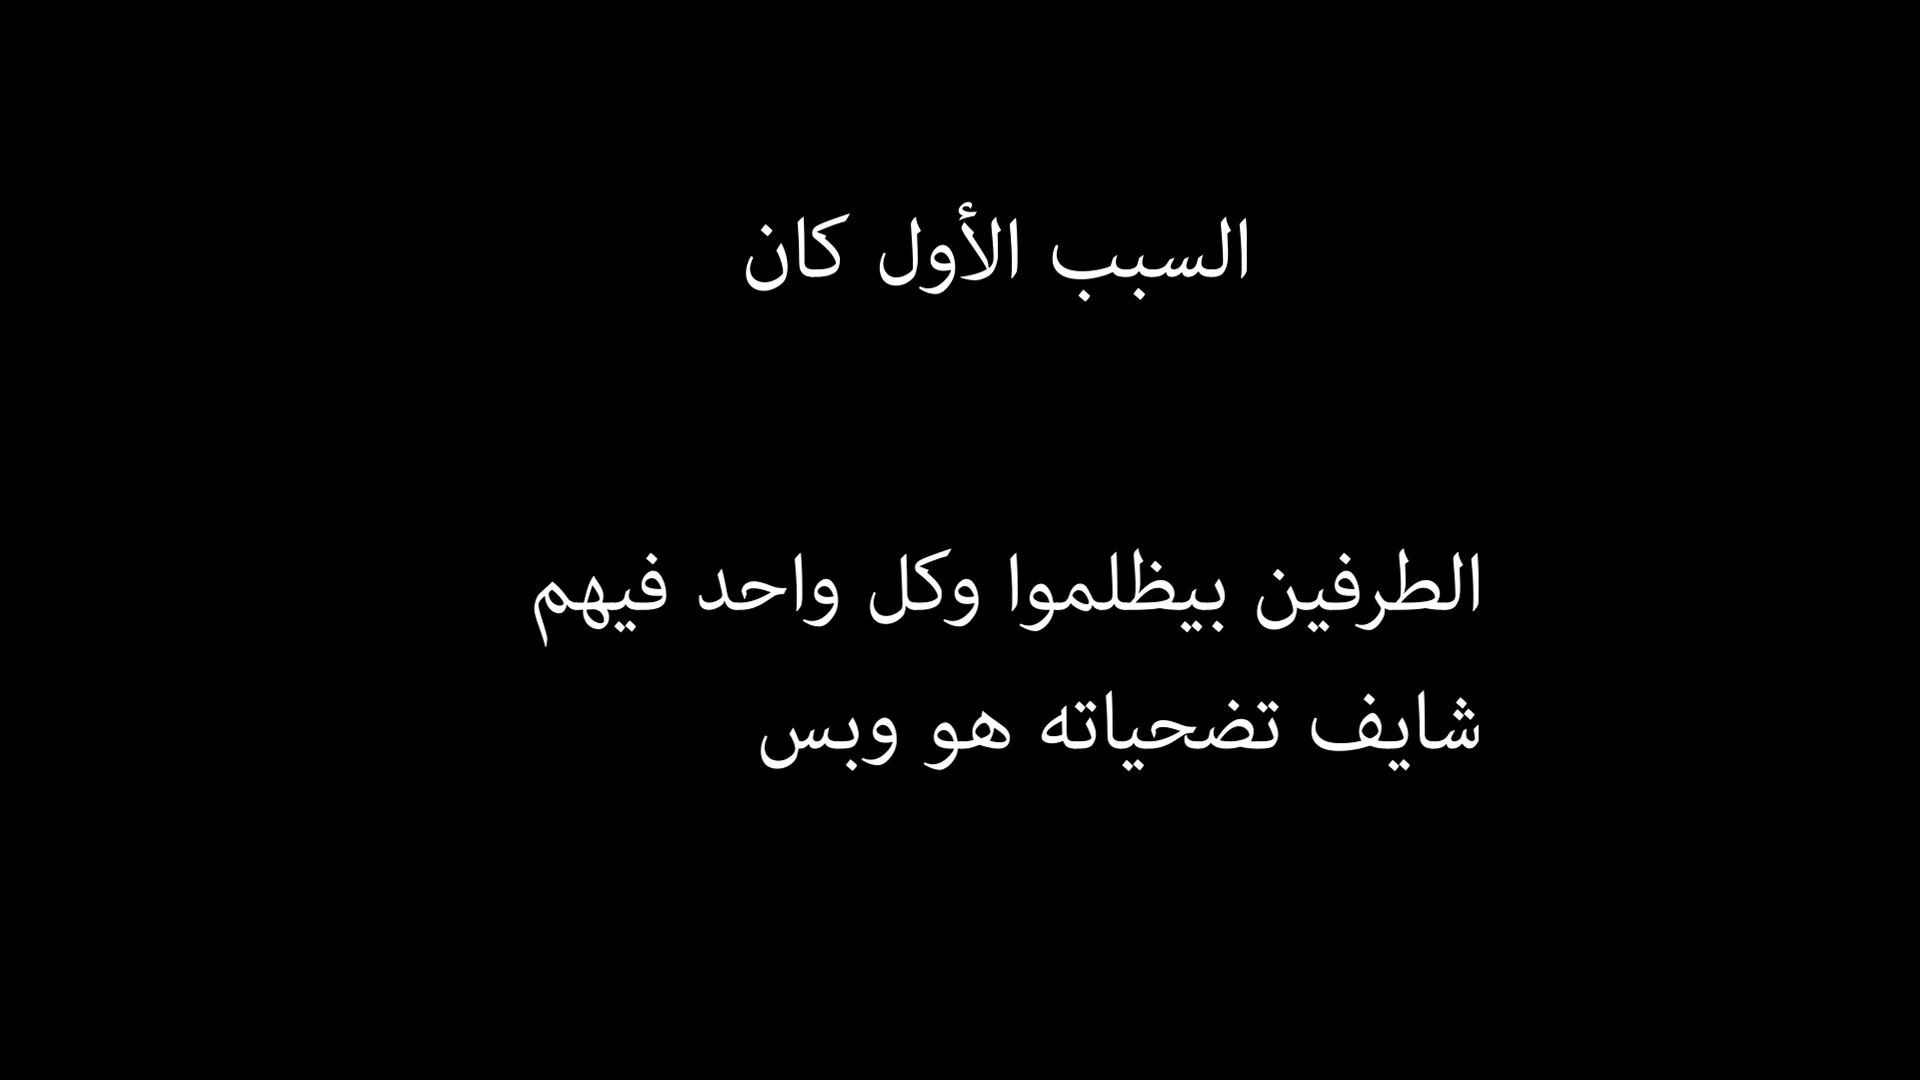 السبب الأول كان
الطرفين بيظلموا وكل واحد فيهم
شايف تضحياته هو وبس